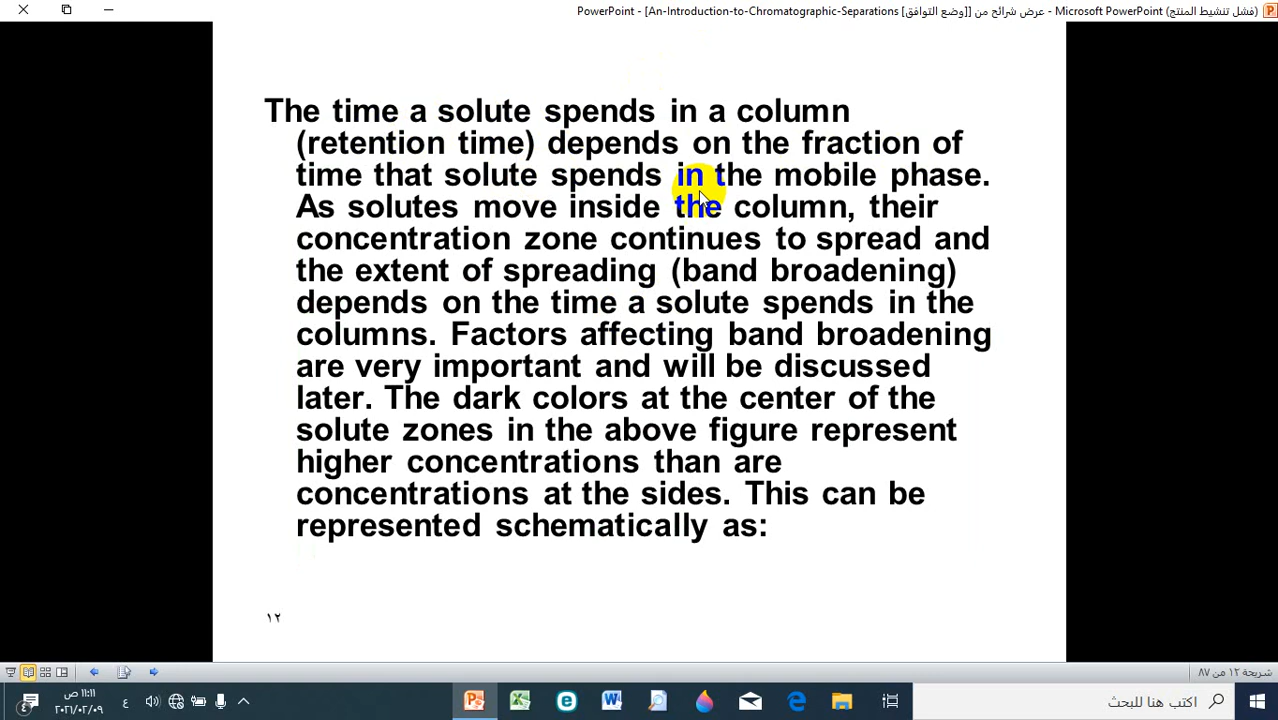 PowerPoint - [An-Introduction-to-Chromatographic-Separations [وضع التوافق]] عرض شرائح من - Microsoft PowerPoint (فشل تنشيط المنتج)
The time a solute spends in a column
(retention time) depends on the fraction of
time that solute spends in the mobile phase.
As solutes move inside the column, their
concentration zone continues to spread and
the extent of spreading (band broadening)
depends on the time a solute spends in the
columns. Factors affecting band broadening
are very important and will be discussed
later. The dark colors at the center of the
solute zones in the above figure represent
higher concentrations than are
concentrations at the sides. This can be
represented schematically as:
١٢
شريحة ١٢ من ٨٧
١١:١١ ص
٢٠٢١/٠٢/٠٩
ع
اكتب هنا للبحث